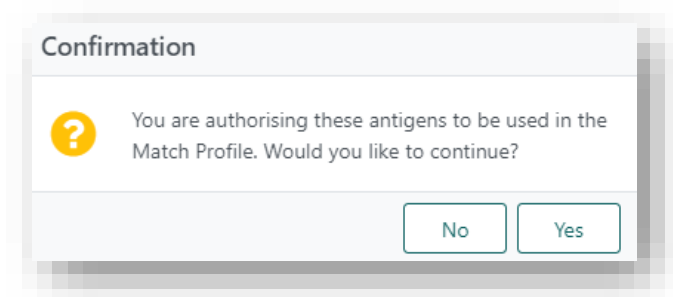 Confirmation
You are authorising these antigens to be used in the
Match Profile. Would you like to continue?
No
Yes